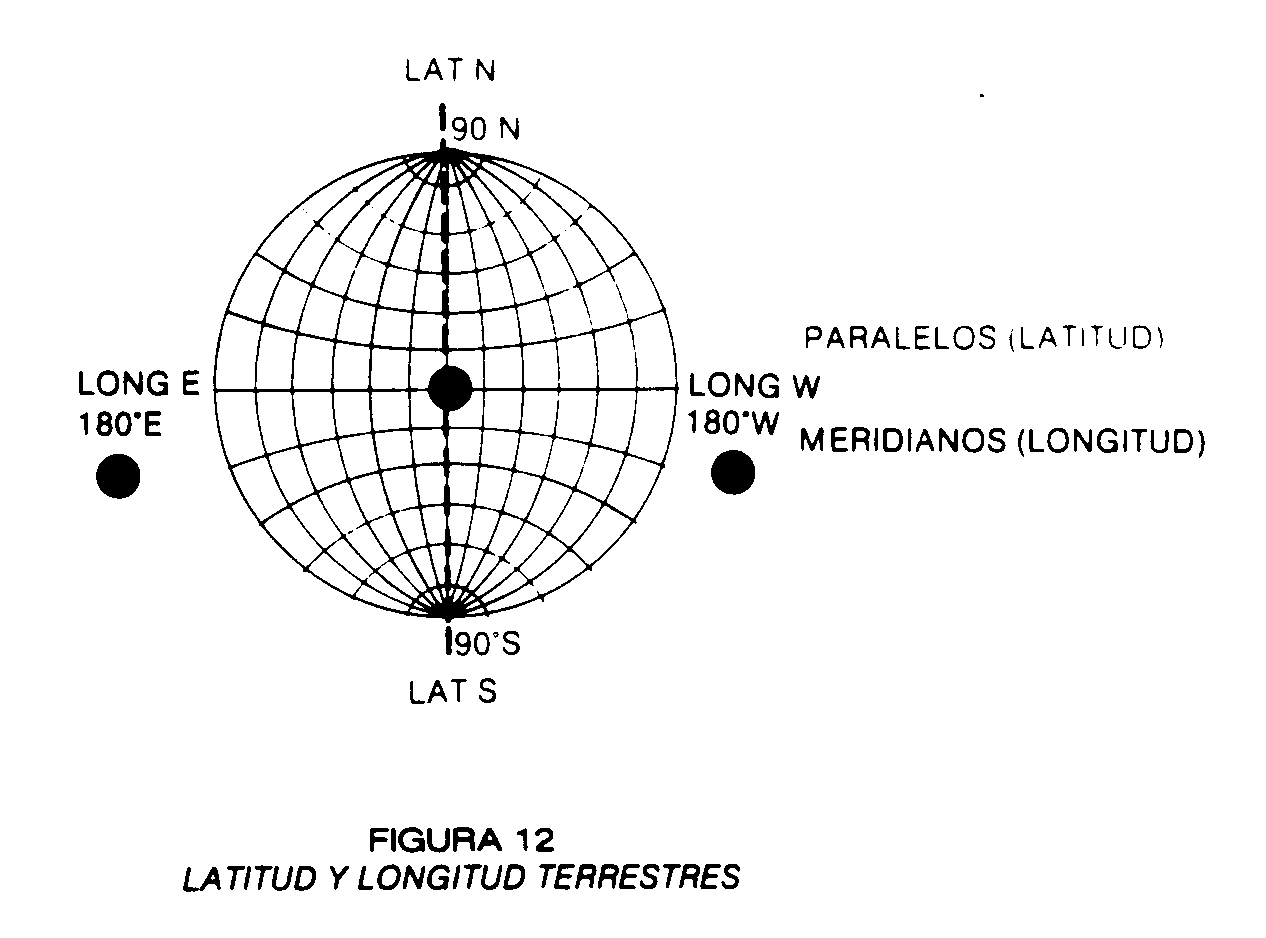 LAT N
90 N
PARALELOS (LATITUD)
LONG E
LONG W
180°E
180°W
MERIDIANOS (LONGITUD)
90°S
LAT S
FIGURA 12
LATITUD Y LONGITUD TERRESTRES